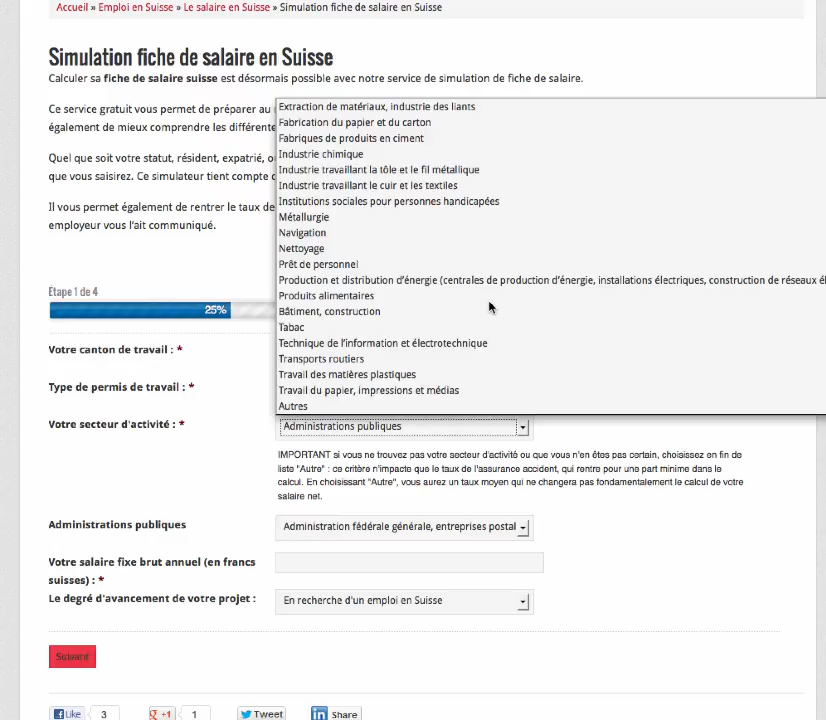 Accueil » Emploi en Suisse » Le salaire en Suisse » Simulation fiche de salaire en Suisse
Simulation fiche de salaire en Suisse
Calculer sa fiche de salaire suisse est désormais possible avec notre service de simulation de fiche de salaire.
Ce service gratuit vous permet de préparer au
également de mieux comprendre les différente
Quel que soit votre statut, résident, expatrié,
que vous saisirez. Ce simulateur tient compte
Il vous permet également de rentrer le taux de
employeur vous l'ait communiqué.
Extraction de matériaux, industrie des liants
Fabrication du papier et du carton
Fabriques de produits en ciment
Industrie chimique
Industrie travaillant la tôle et le fil métallique
Industrie travaillant le cuir et les textiles
Institutions sociales pour personnes handicapées
Métallurgie
Navigation
Nettoyage
Prêt de personnel
Production et distribution d'énergie (centrales de production d'énergie, installations électriques, construction de réseaux él
Produits alimentaires
Bâtiment, construction
Tabac
Technique de l'information et électrotechnique
Transports routiers
Travail des matières plastiques
Travail du papier, impressions et médias
Autres
Etape 1 de 4
25%
Votre canton de travail : *
Type de permis de travail : *
Votre secteur d'activité : *
Administrations publiques
IMPORTANT si vous ne trouvez pas votre secteur d'activité ou que vous n'en êtes pas certain, choisissez en fin de
liste "Autre" : ce critère n'impacte que le taux de l'assurance accident, qui rentre pour une part minime dans le
calcul. En choisissant "Autre", vous aurez un taux moyen qui ne changera pas fondamentalement le calcul de votre
salaire net.
Administrations publiques
Administration fédérale générale, entreprises postal
Votre salaire fixe brut annuel (en francs
suisses) : *
Le degré d'avancement de votre projet :
En recherche d'un emploi en Suisse
Suivant
Like 3 g +1 1 Tweet in Share